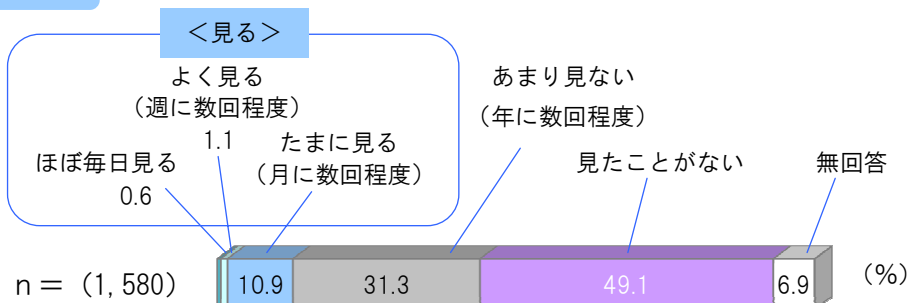 ＜見る＞
よく見る
（週に数回程度）
1.1
ほぼ毎日見る
0.6
たまに見る
（月に数回程度）
あまり見ない
（年に数回程度）
見たことがない
無回答
n＝（1,580） 10.9 31.3 49.1 6.9 （%）